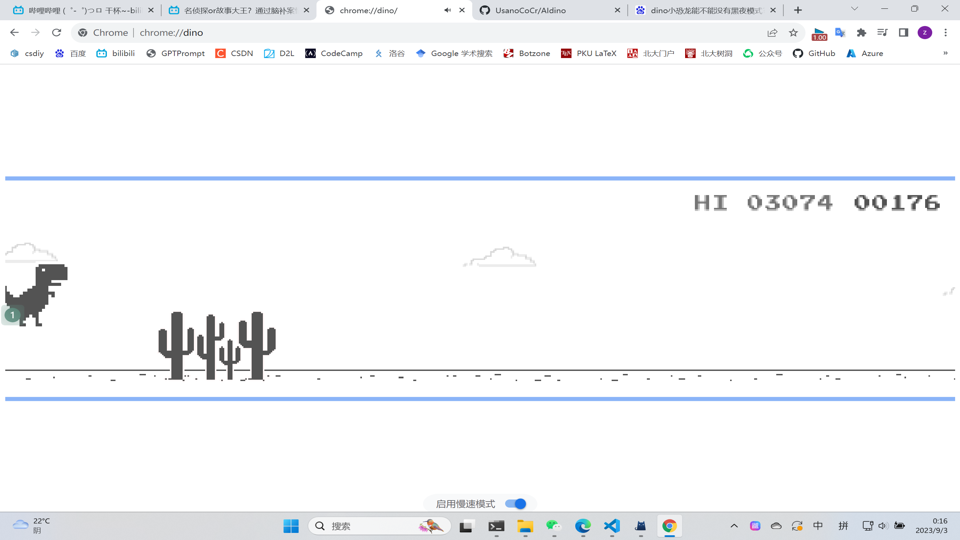 哔哩哔哩 (゜-゜)つロ 干杯~-bili
名侦探or故事大王？通过脑补案
chrome://dino/
UsanoCoCr/AIdino
dino小恐龙能不能没有黑夜模式
Chrome | chrome://dino
1.00
z
csdiy
百度
bilibili
GPTPrompt
CSDN
D2L
CodeCamp
洛谷
Google 学术搜索
Botzone
PKU LaTeX
北大门户
北大树洞
公众号
GitHub
Azure
»
HI 03074 00176
1
启用慢速模式
22°C
阴
搜索
中
拼
0:16
2023/9/3